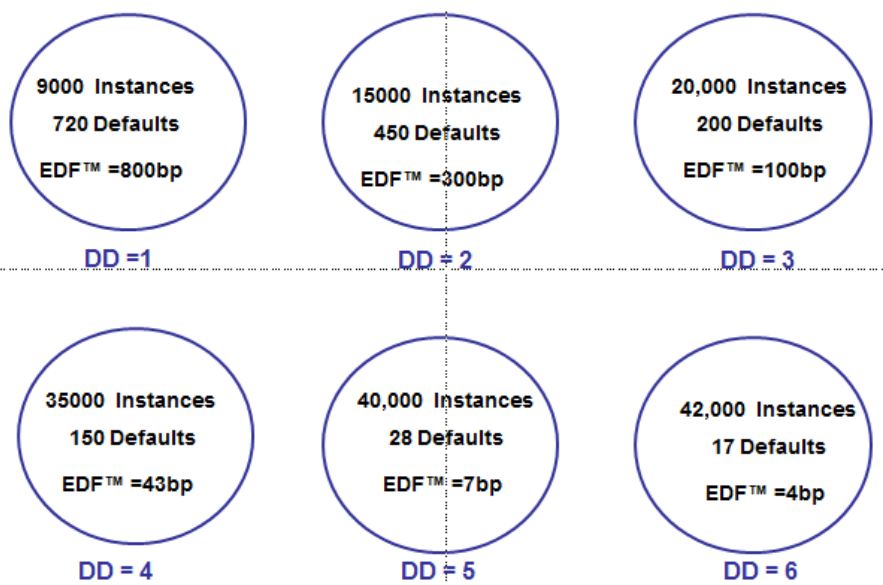 9000 Instances
720 Defaults
EDF™ =800bp
DD =1
15000 Instances
450 Defaults
EDF™ =300bp
DD = 2
20,000 Instances
200 Defaults
EDF™ =100bp
DD = 3
35000 Instances
150 Defaults
EDF™ =43bp
DD = 4
40,000 Instances
28 Defaults
EDF™ =7bp
DD = 5
42,000 Instances
17 Defaults
EDF™ =4bp
DD = 6